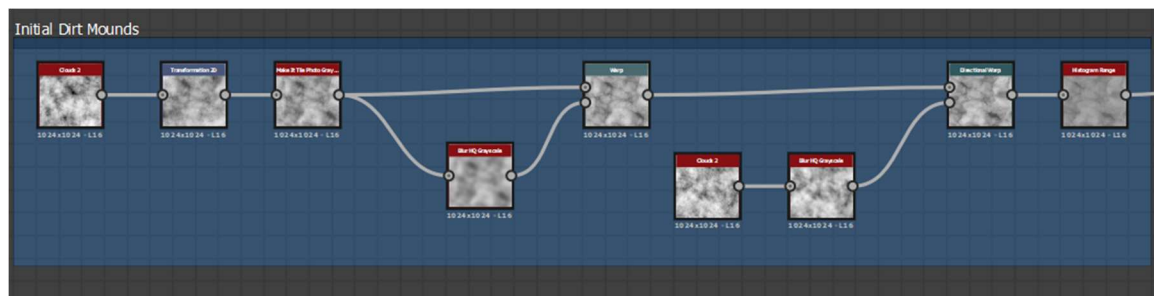 Initial Dirt Mounds
Clouds 2
Transformation 2D
Make It Tile Photo Gray...
Warp
Directional Warp
Histogram Range
1024x1024 - L16
1024x1024 - L16
1024x1024 - L16
1024x1024 - L16
1024x1024 - L16
1024x1024 - L16
Blur HQ Grayscale
1024x1024 - L16
Clouds 2
Blur HQ Grayscale
1024x1024 - L16
1024x1024 - L16